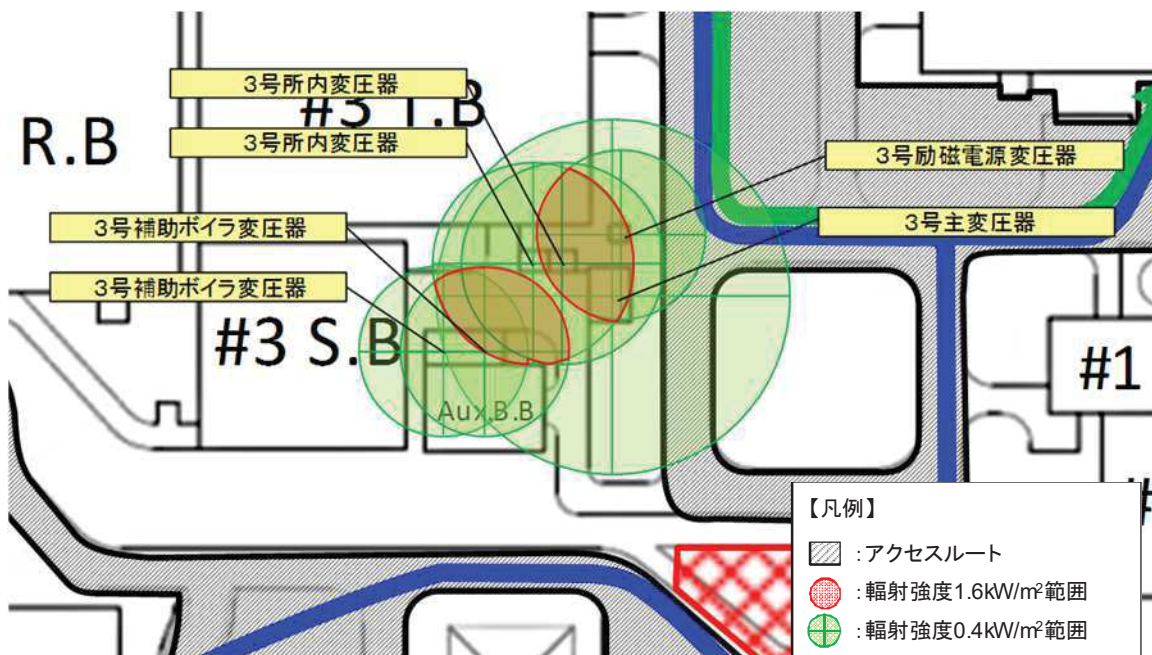 3号所内変圧器
#3 T.B
R.B
3号所内変圧器
3号励磁電源変圧器
3号補助ボイラ変圧器
3号主変圧器
3号補助ボイラ変圧器
#3 S.B
#1
Aux.B.B
【凡例】
#
:アクセスルート
:輻射強度1.6kW/m²範囲
:輻射強度0.4kW/m²範囲